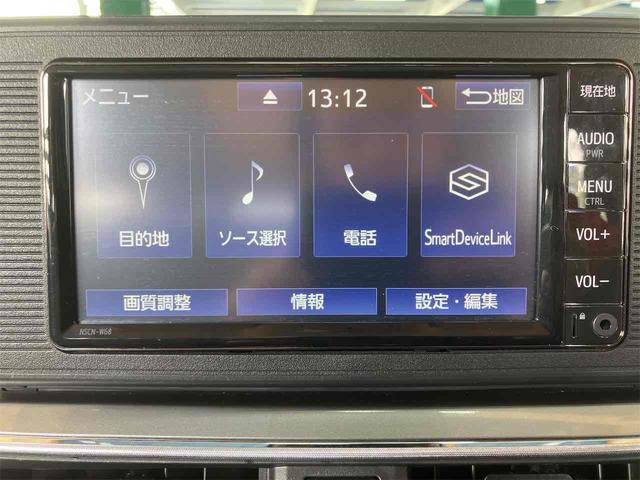 メニュー
13:12
地図
現在地
AUDIO
PWR
MENU
CTRL
VOL+
VOL-
目的地
ソース選択
電話
SmartDeviceLink
画質調整
情報
設定・編集
NSCN-W68